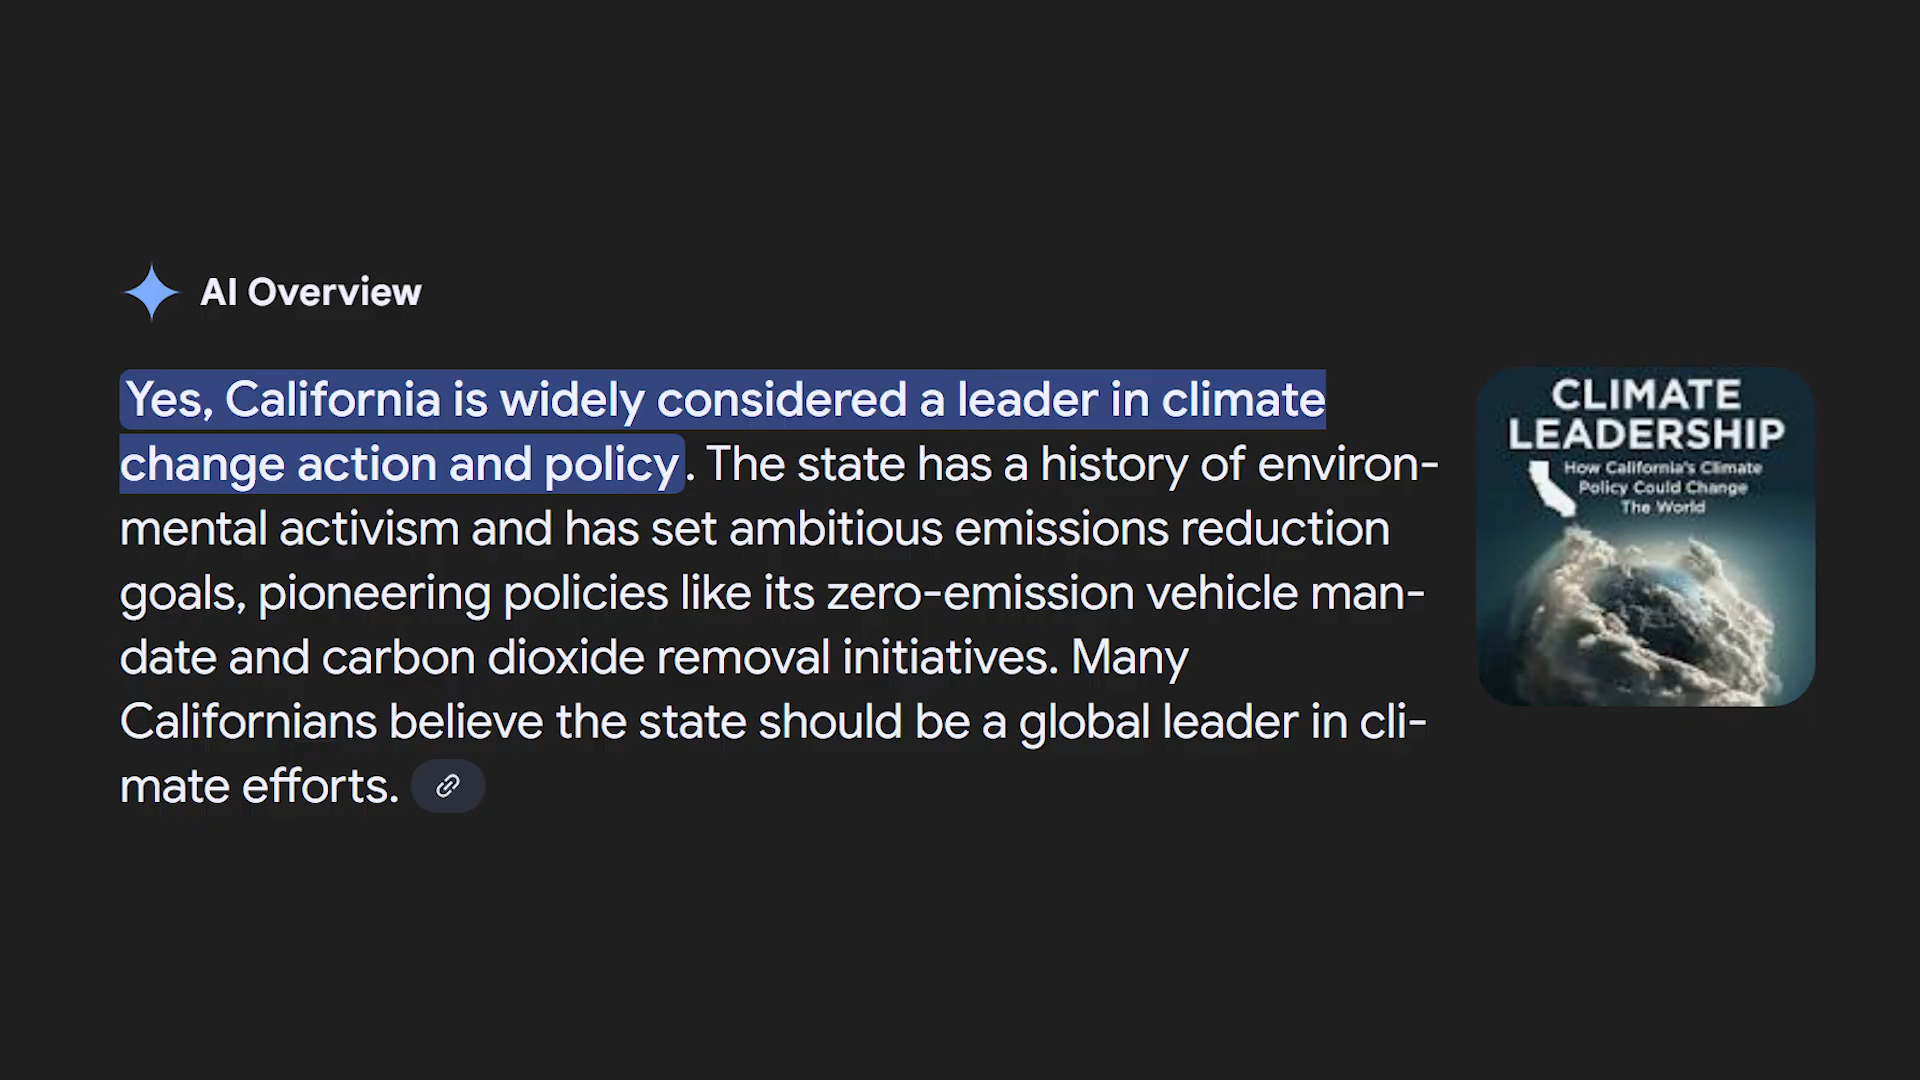 AI Overview
Yes, California is widely considered a leader in climate
change action and policy. The state has a history of environ-
mental activism and has set ambitious emissions reduction
goals, pioneering policies like its zero-emission vehicle man-
date and carbon dioxide removal initiatives. Many
Californians believe the state should be a global leader in cli-
mate efforts.
CLIMATE
LEADERSHIP
How California's Climate
Policy Could Change
The World